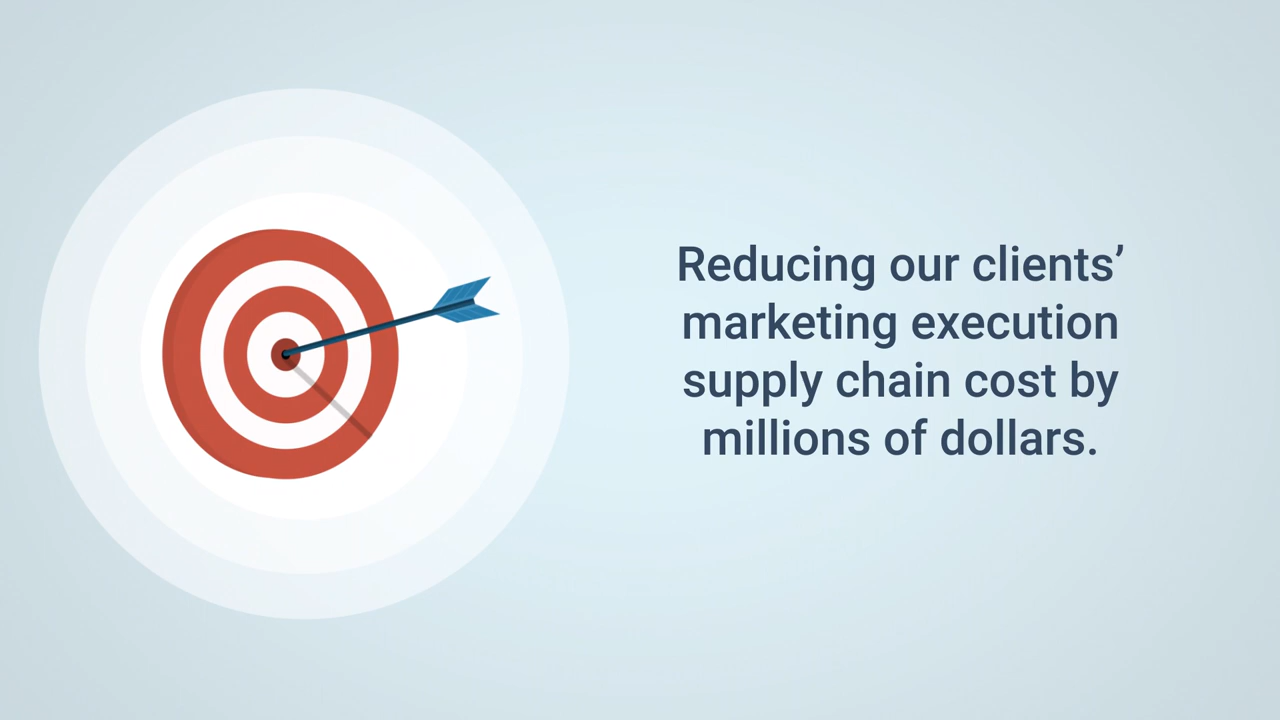 Reducing our clients’
marketing execution
supply chain cost by
millions of dollars.